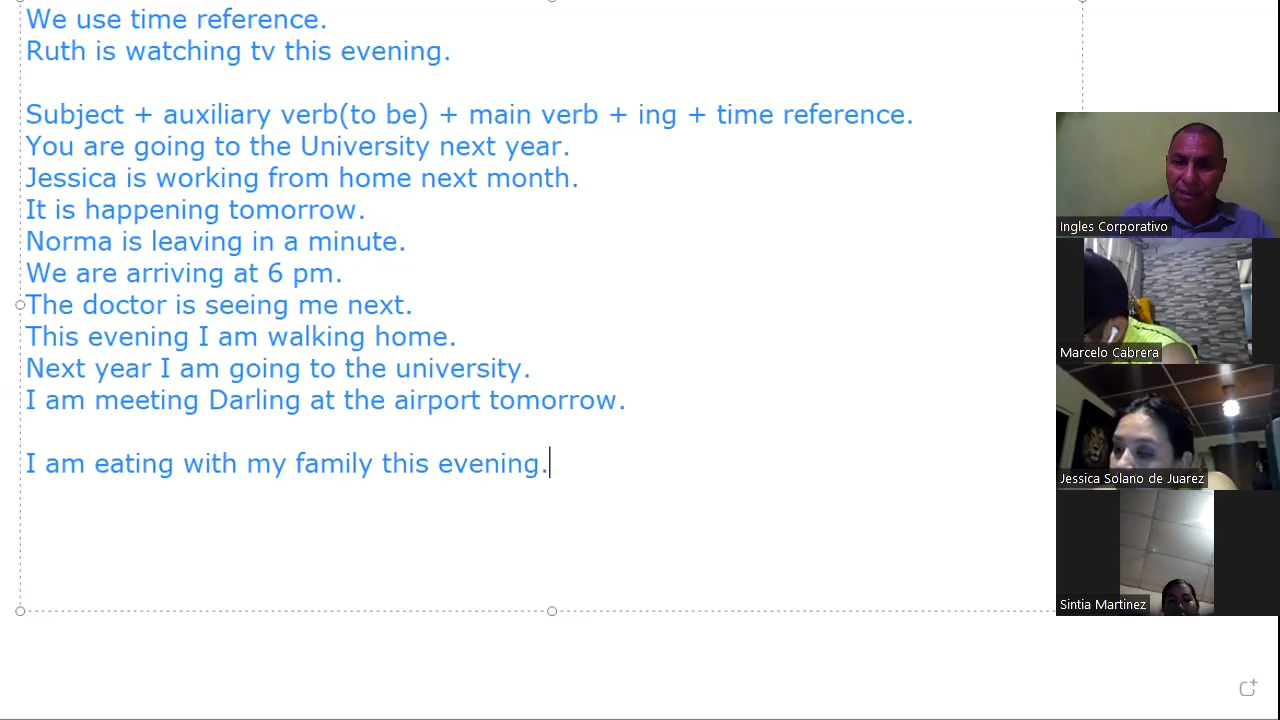 We use time reference.
Ruth is watching tv this evening.
Subject + auxiliary verb(to be) + main verb + ing + time reference.
You are going to the University next year.
Jessica is working from home next month.
It is happening tomorrow.
Norma is leaving in a minute.
We are arriving at 6 pm.
The doctor is seeing me next.
This evening I am walking home.
Next year I am going to the university.
I am meeting Darling at the airport tomorrow.
I am eating with my family this evening.
Ingles Corporativo
Marcelo Cabrera
Jessica Solano de Juarez
Sintia Martinez